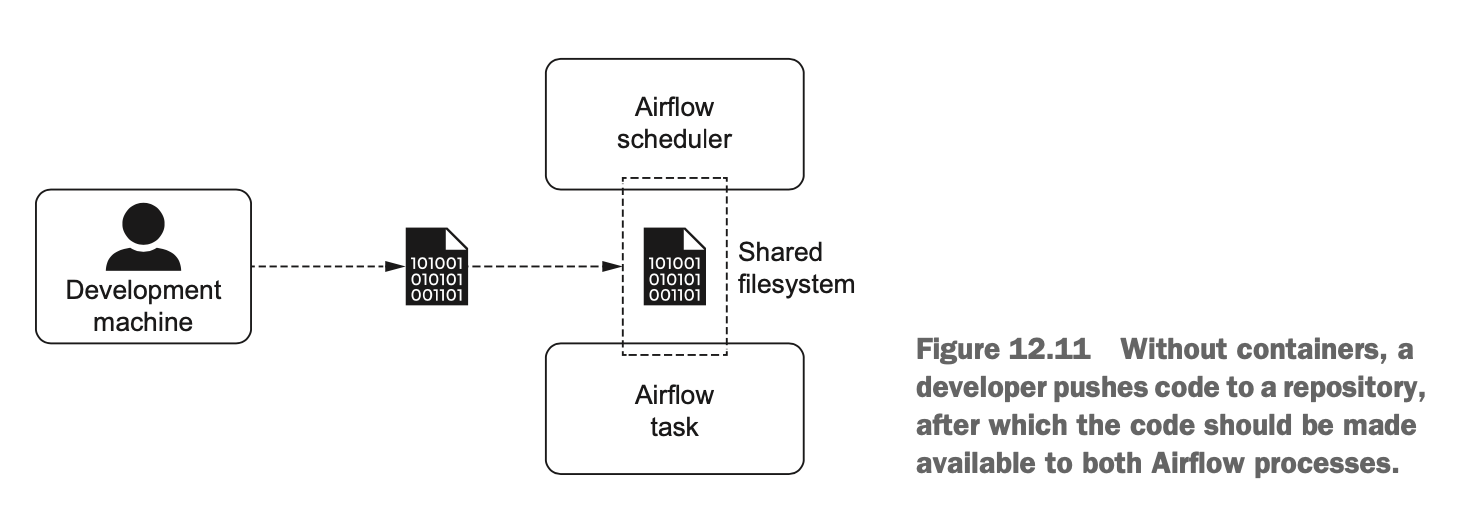 Airflow
scheduler
Development
machine
101001
010101
001101
101001
010101
001101
Shared
filesystem
Airflow
task
Figure 12.11 Without containers, a
developer pushes code to a repository,
after which the code should be made
available to both Airflow processes.